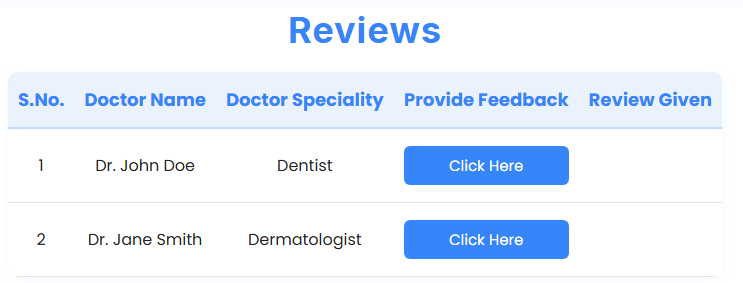 Reviews
S.No. Doctor Name Doctor Speciality Provide Feedback Review Given
1 Dr. John Doe Dentist Click Here
2 Dr. Jane Smith Dermatologist Click Here